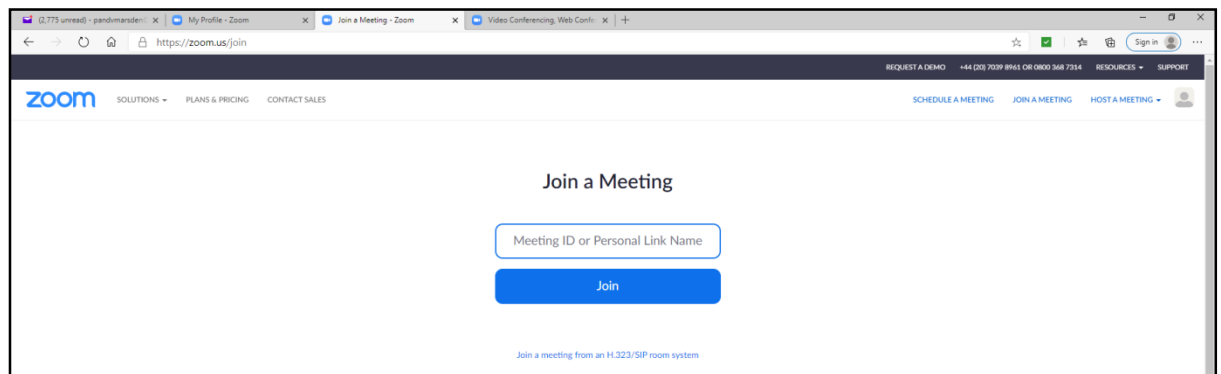 (2,775 unread) - pandvmarsden My Profile - Zoom Join a Meeting - Zoom Video Conferencing, Web Confe
https://zoom.us/join Sign in
REQUEST A DEMO +44 (20) 7039 8961 OR 0800 368 7314 RESOURCES SUPPORT
zoom SOLUTIONS PLANS & PRICING CONTACT SALES SCHEDULE A MEETING JOIN A MEETING HOST A MEETING
Join a Meeting
Meeting ID or Personal Link Name
Join
Join a meeting from an H.323/SIP room system